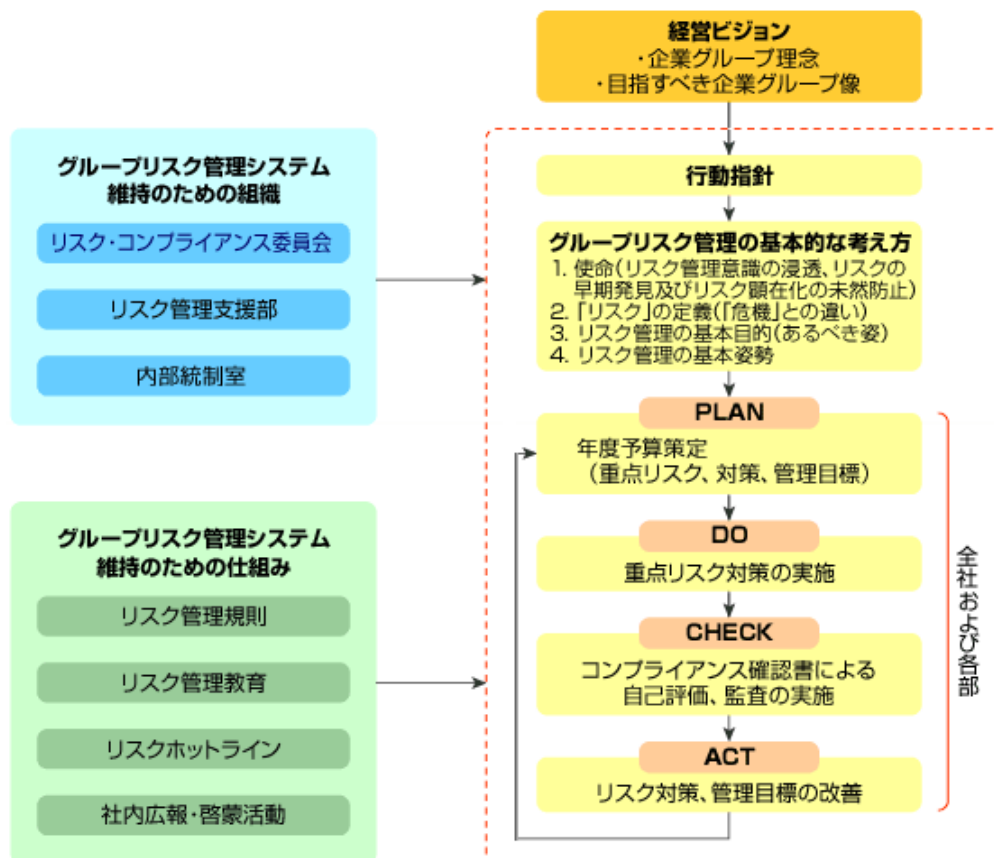 経営ビジョン
・企業グループ理念
・目指すべき企業グループ像
グループリスク管理システム
維持のための組織
リスク・コンプライアンス委員会
リスク管理支援部
内部統制室
グループリスク管理システム
維持のための仕組み
リスク管理規則
リスク管理教育
リスクホットライン
社内広報・啓蒙活動
行動指針
グループリスク管理の基本的な考え方
1. 使命(リスク管理意識の浸透、リスクの
早期発見及びリスク顕在化の未然防止)
2. 「リスク」の定義(「危機」との違い)
3. リスク管理の基本目的(あるべき姿)
4. リスク管理の基本姿勢
PLAN
年度予算策定
(重点リスク、対策、管理目標)
DO
重点リスク対策の実施
CHECK
コンプライアンス確認書による
自己評価、監査の実施
ACT
リスク対策、管理目標の改善
全社および各部